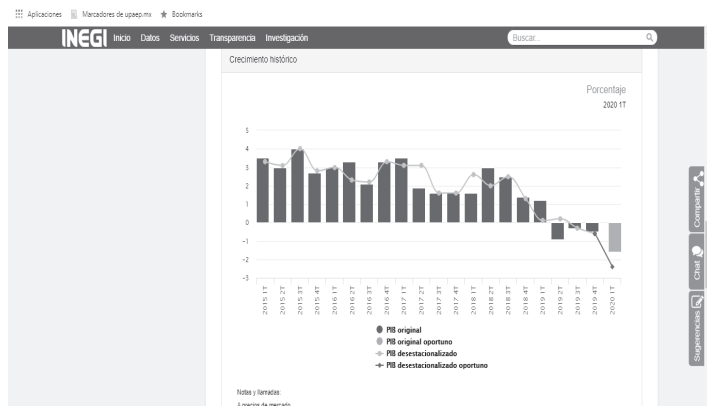 Aplicaciones Marcadores de upaep.mx Bookmarks
INEGI Inicio Datos Servicios Transparencia Investigación Buscar...
Crecimiento histórico
Porcentaje
2020 1T
5
4
3
2
1
0
-1
-2
-3
2015 1T 2015 2T 2015 3T 2015 4T 2016 1T 2016 2T 2016 3T 2016 4T 2017 1T 2017 2T 2017 3T 2017 4T 2018 1T 2018 2T 2018 3T 2018 4T 2019 1T 2019 2T 2019 3T 2019 4T 2020 1T
PIB original
PIB original oportuno
PIB desestacionalizado
PIB desestacionalizado oportuno
Compartir
Chat
Sugerencias
Notas y llamadas:
A precios de mercado